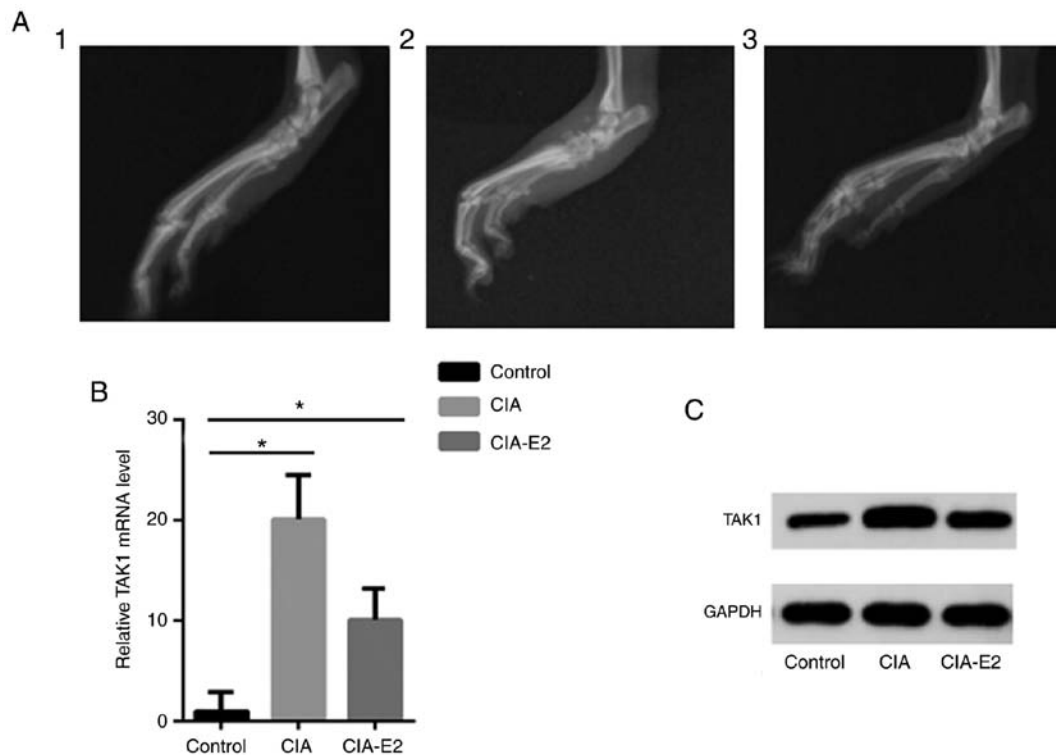 A
1
2
3
B
Control
CIA
CIA-E2
Relative TAK1 mRNA level
30
20
10
0
*
*
Control
CIA
CIA-E2
C
TAK1
GAPDH
Control
CIA
CIA-E2